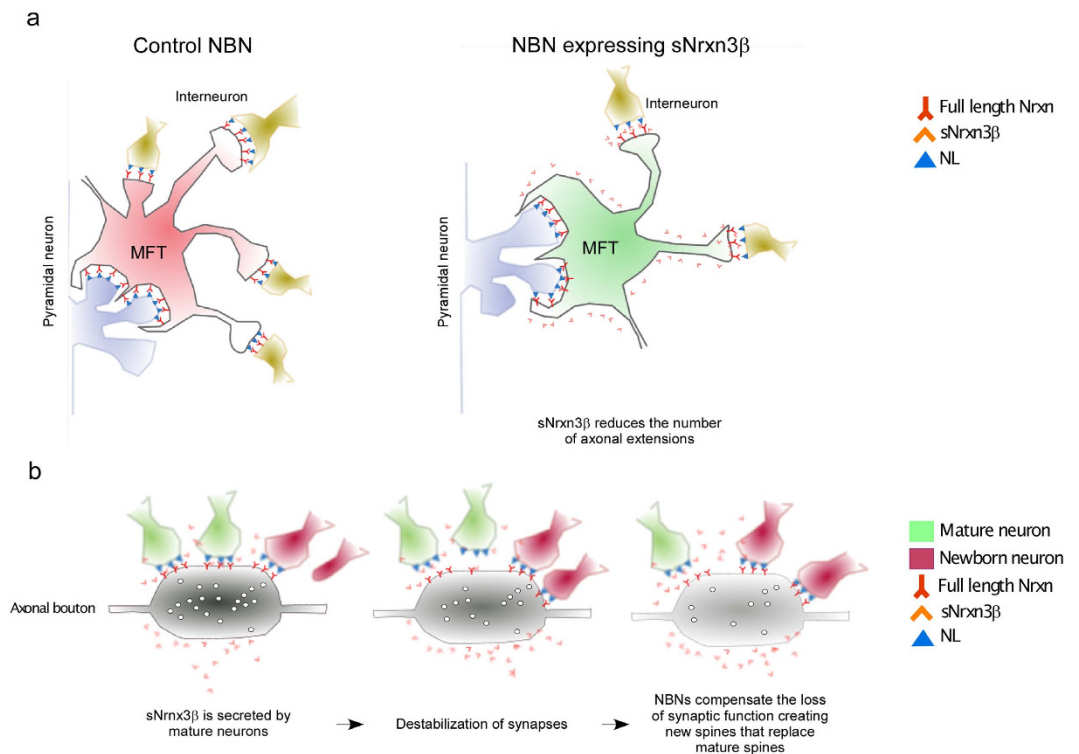 a
Control NBN
NBN expressing sNrxn3β
Interneuron
Pyramidal neuron
MFT
Interneuron
Pyramidal neuron
MFT
Full length Nrxn
sNrxn3β
NL
sNrxn3β reduces the number
of axonal extensions
b
Axonal bouton
Mature neuron
Newborn neuron
Full length Nrxn
sNrxn3β
NL
sNrnx3β is secreted by
mature neurons
Destabilization of synapses
NBNs compensate the loss
of synaptic function creating
new spines that replace
mature spines